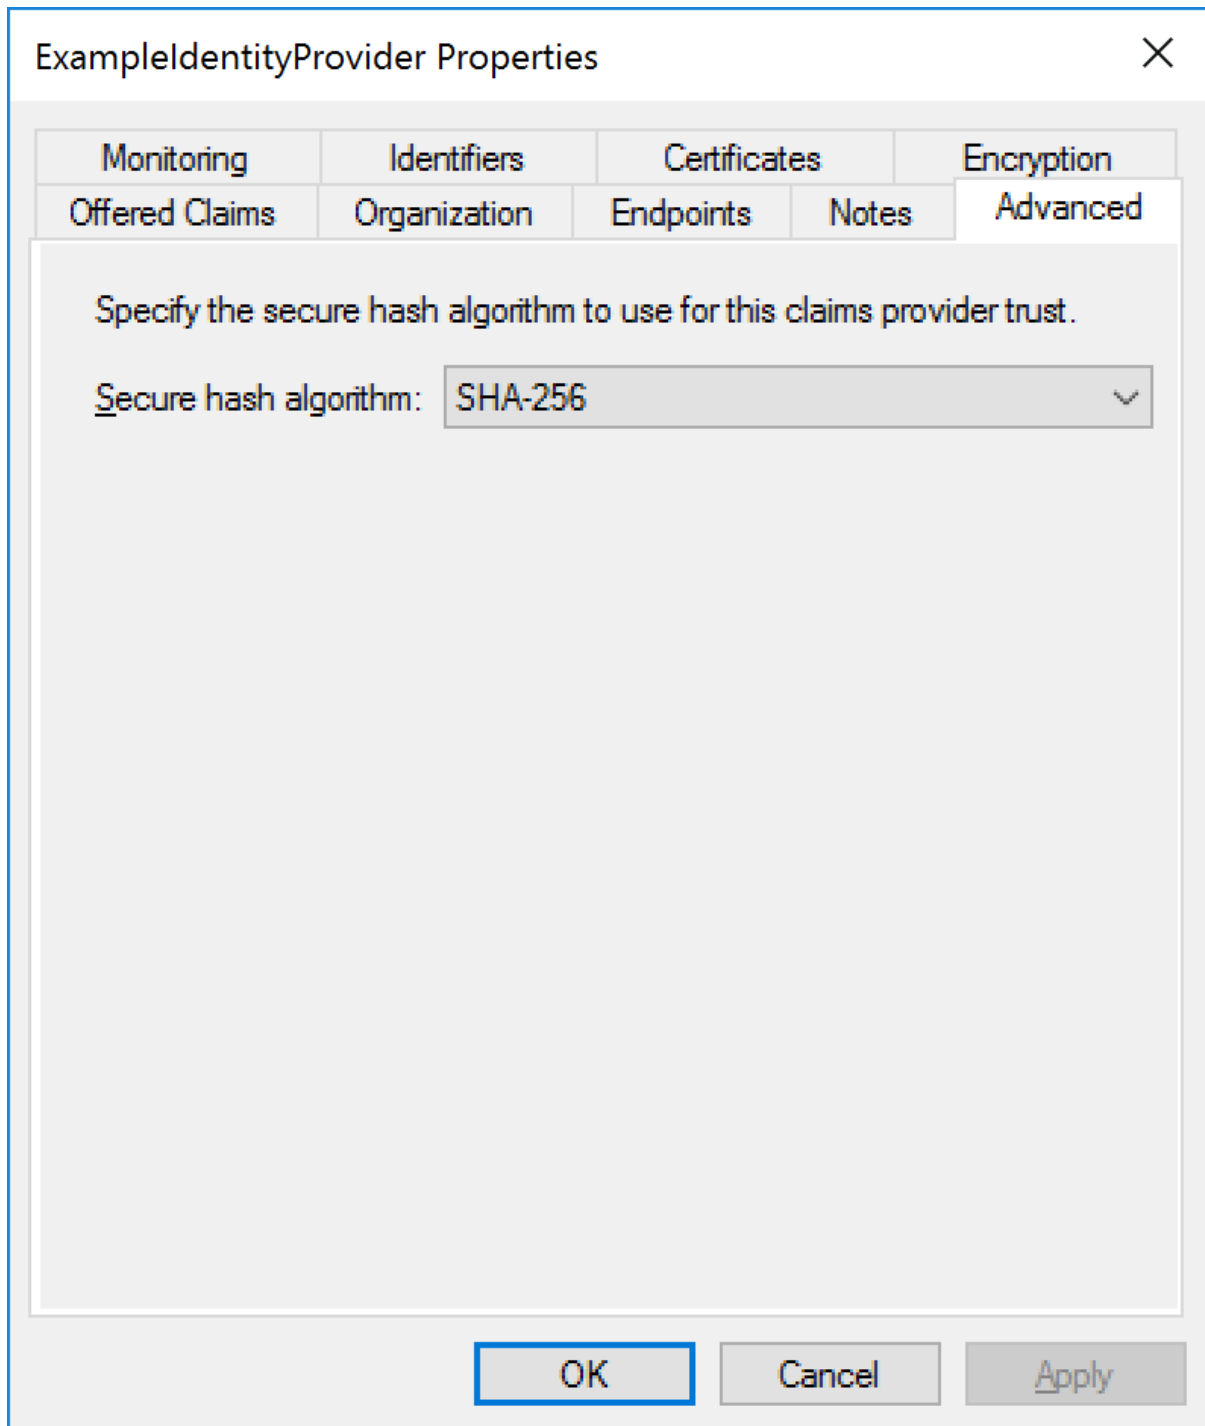 ExampleIdentityProvider Properties
Monitoring Identifiers Certificates Encryption
Offered Claims Organization Endpoints Notes Advanced
Specify the secure hash algorithm to use for this claims provider trust.
Secure hash algorithm: SHA-256
OK Cancel Apply